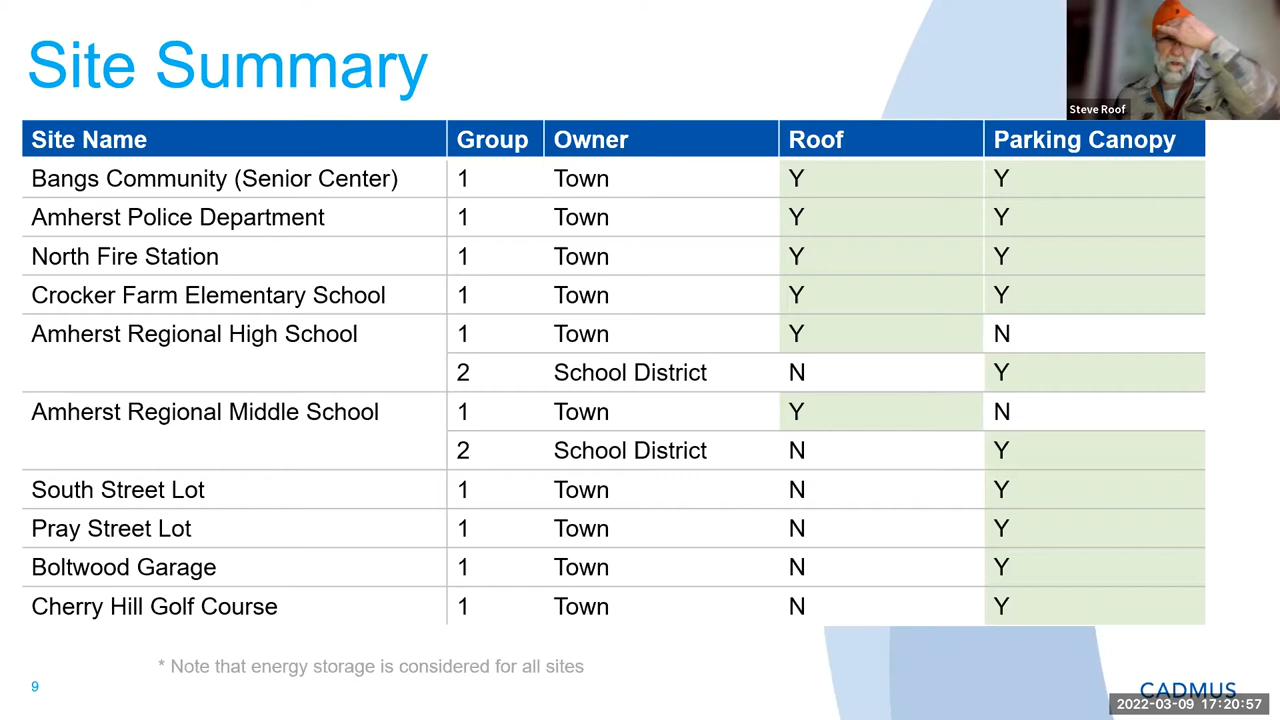 Site Summary
Steve Roof
Site Name Group Owner Roof Parking Canopy
Bangs Community (Senior Center) 1 Town Y Y
Amherst Police Department 1 Town Y Y
North Fire Station 1 Town Y Y
Crocker Farm Elementary School 1 Town Y Y
Amherst Regional High School 1 Town Y N
2 School District N Y
Amherst Regional Middle School 1 Town Y N
2 School District N Y
South Street Lot 1 Town N Y
Pray Street Lot 1 Town N Y
Boltwood Garage 1 Town N Y
Cherry Hill Golf Course 1 Town N Y
* Note that energy storage is considered for all sites
9
CADMUS
2022-03-09 17:20:57